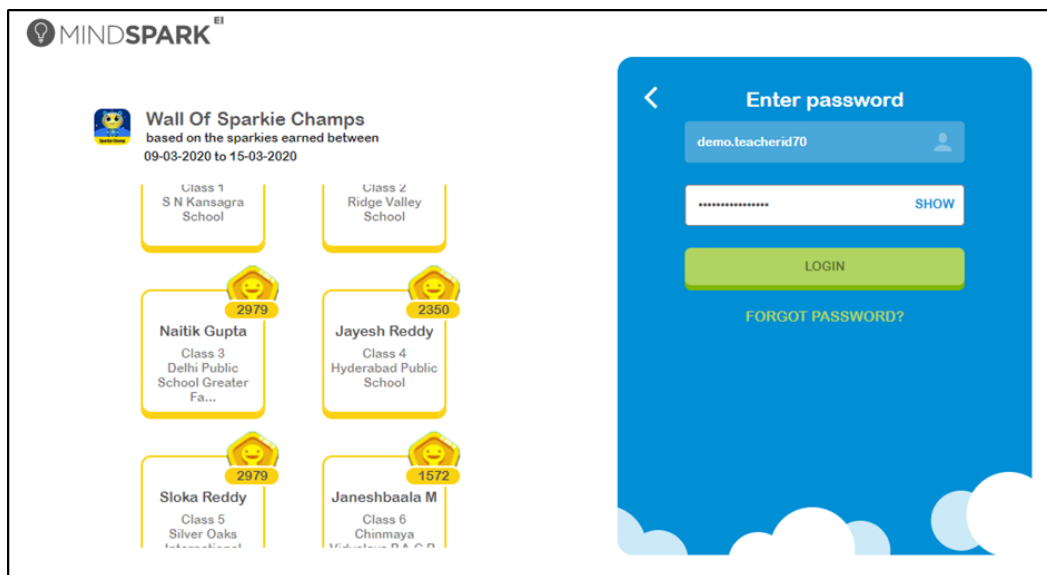 MINDSPARK EI
Wall Of Sparkie Champs
based on the sparkies earned between
09-03-2020 to 15-03-2020
Class 1
S N Kansagra
School
Class 2
Ridge Valley
School
2979
Naitik Gupta
Class 3
Delhi Public
School Greater
Fa...
2350
Jayesh Reddy
Class 4
Hyderabad Public
School
2979
Sloka Reddy
Class 5
Silver Oaks
International
1572
Janeshbaala M
Class 6
Chinmaya
Enter password
demo.teacherid70
SHOW
LOGIN
FORGOT PASSWORD?